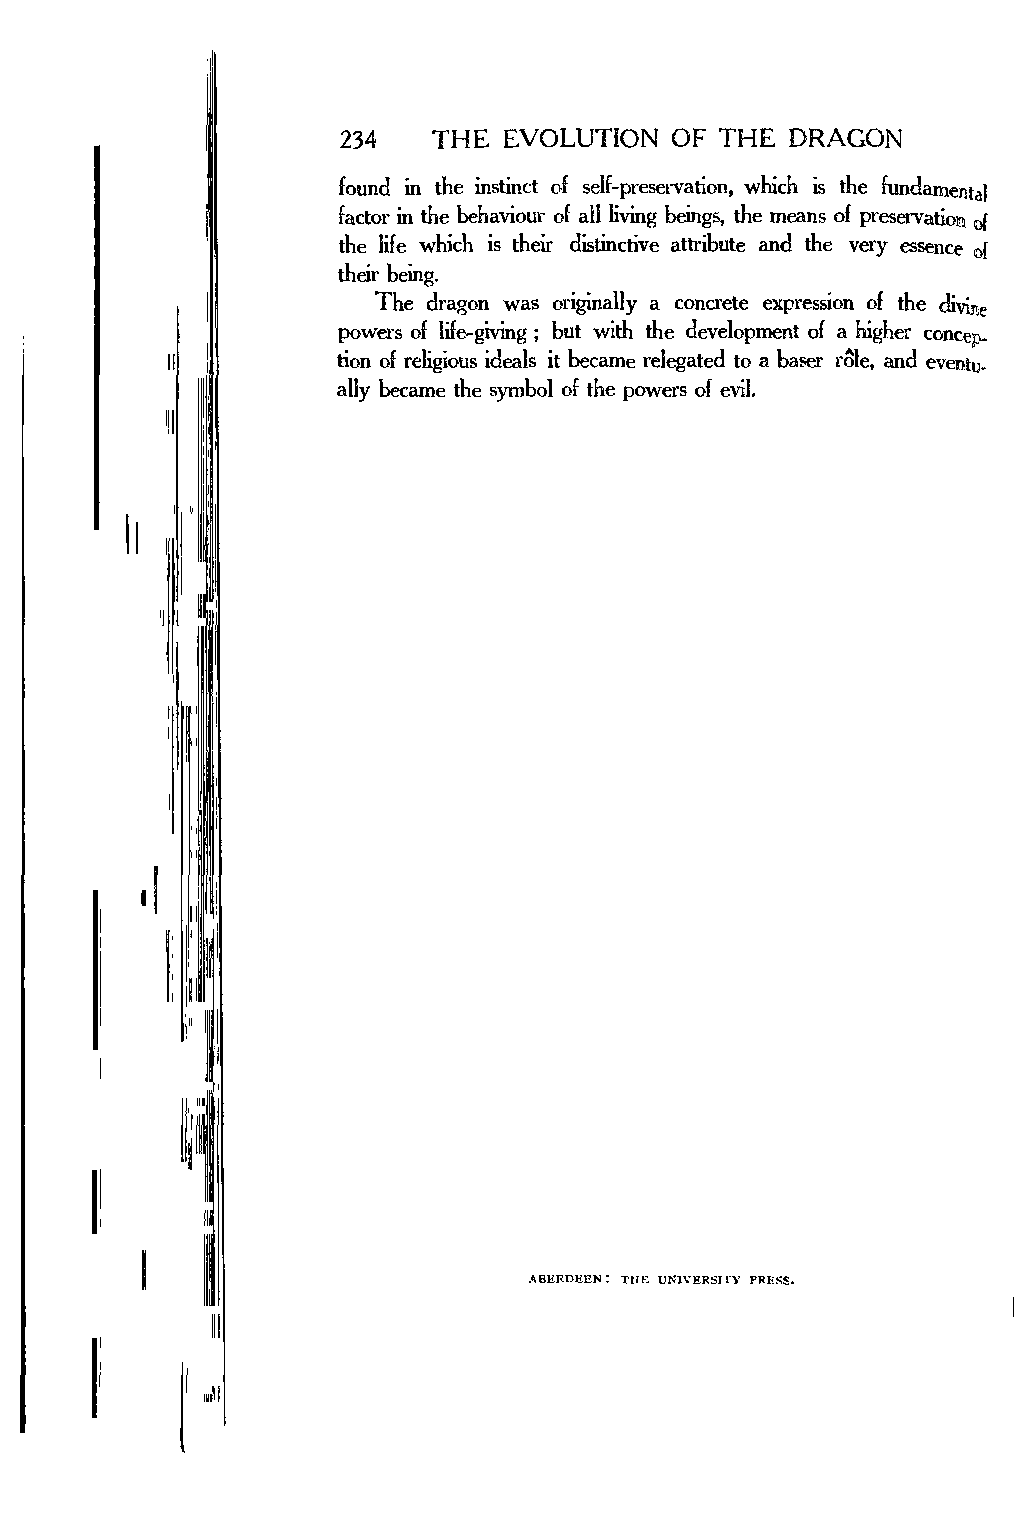 234 THE EVOLUTION OF THE DRAGON
found in the instinct of self-preservation, which is the fundamental
factor in the behaviour of all living beings, the means of preservation of
the life which is their distinctive attribute and the very essence of
their being.
The dragon was originally a concrete expression of the divine
powers of life-giving ; but with the development of a higher concep-
tion of religious ideals it became relegated to a baser rôle, and eventu-
ally became the symbol of the powers of evil.
ABERDEEN : THE UNIVERSITY PRESS.